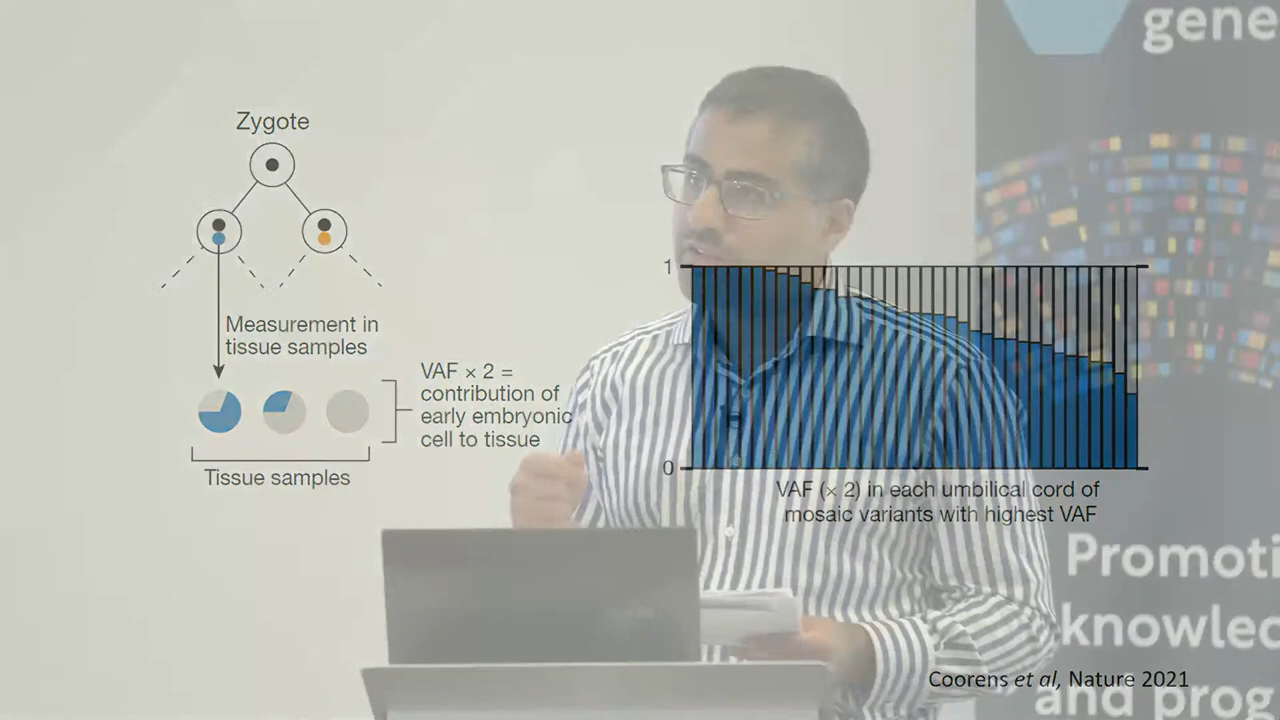 gene
Zygote
1
Measurement in
tissue samples
VAF × 2 =
contribution of
early embryonic
cell to tissue
0
Tissue samples
VAF (× 2) in each umbilical cord of
mosaic variants with highest VAF
Promoti
knowled
Coorens et al, Nature 2021
and prog